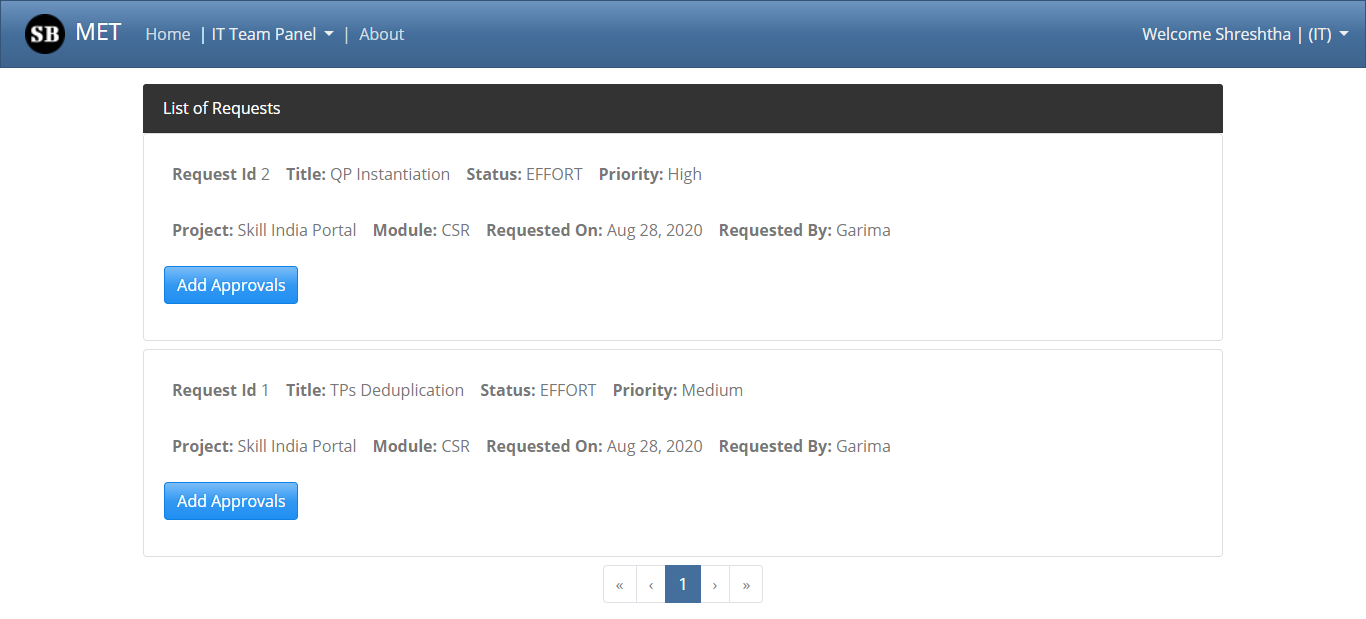 SB MET Home | IT Team Panel | About Welcome Shreshtha | (IT)
List of Requests
Request Id 2 Title: QP Instantiation Status: EFFORT Priority: High
Project: Skill India Portal Module: CSR Requested On: Aug 28, 2020 Requested By: Garima
Add Approvals
Request Id 1 Title: TPs Deduplication Status: EFFORT Priority: Medium
Project: Skill India Portal Module: CSR Requested On: Aug 28, 2020 Requested By: Garima
Add Approvals
« ‹ 1 › »